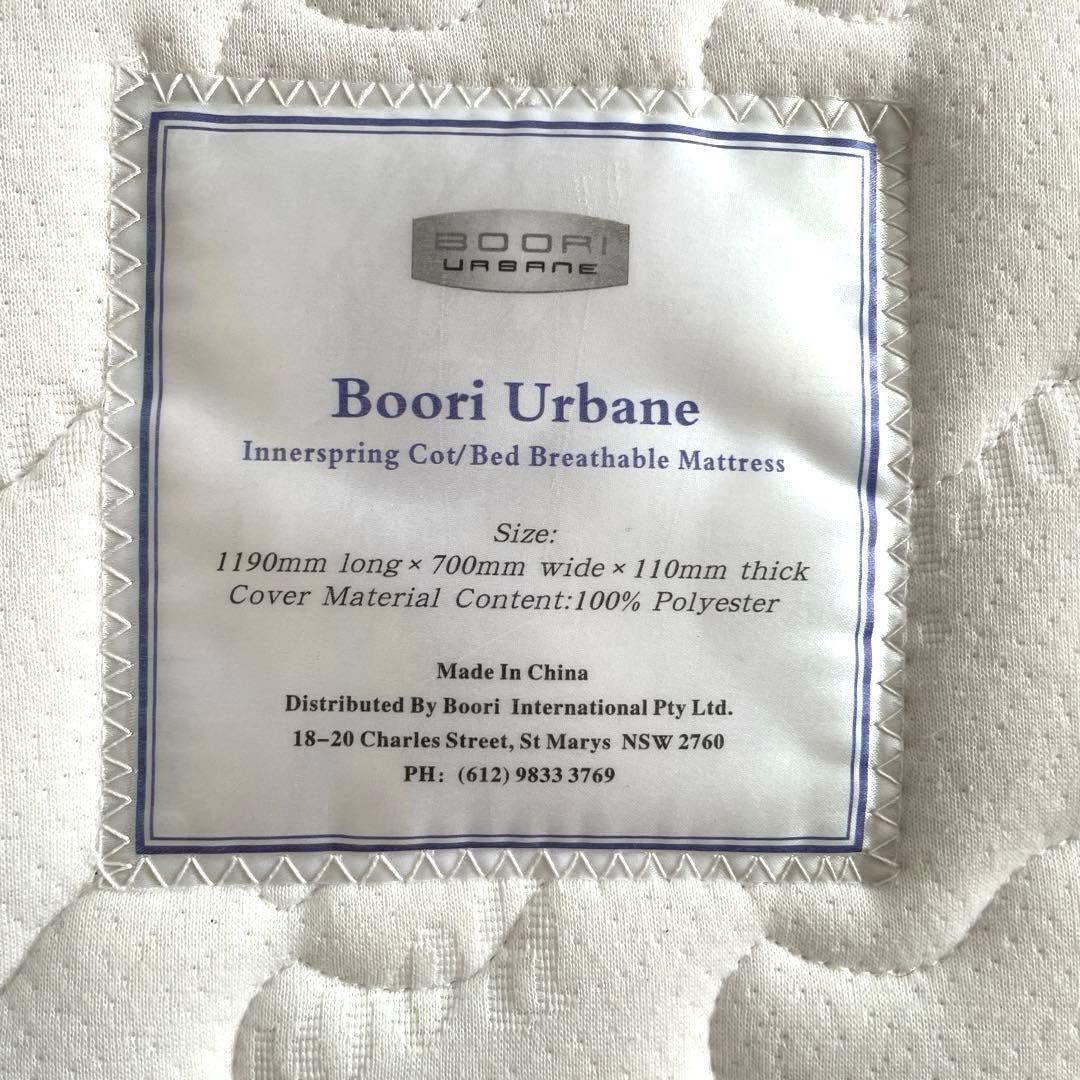 BOORI
URBANE
Boori Urbane
Innerspring Cot/Bed Breathable Mattress
Size:
1190mm long × 700mm wide × 110mm thick
Cover Material Content:100% Polyester
Made In China
Distributed By Boori International Pty Ltd.
18-20 Charles Street, St Marys NSW 2760
PH: (612) 9833 3769